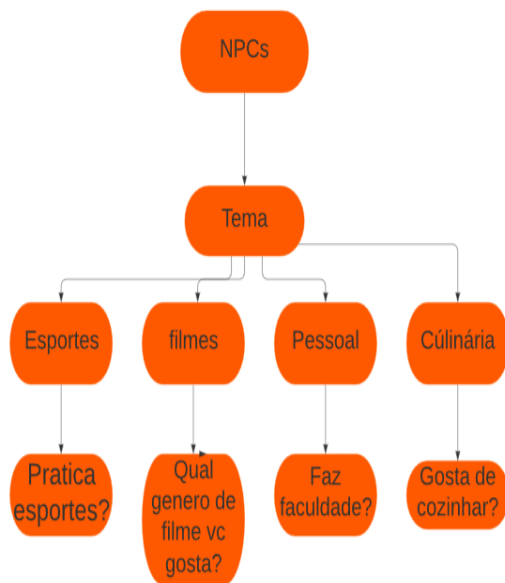 NPCs
Tema
Esportes
filmes
Pessoal
Cúlinária
Pratica
esportes?
Qual
genero de
filme vc
gosta?
Faz
faculdade?
Gosta de
cozinhar?